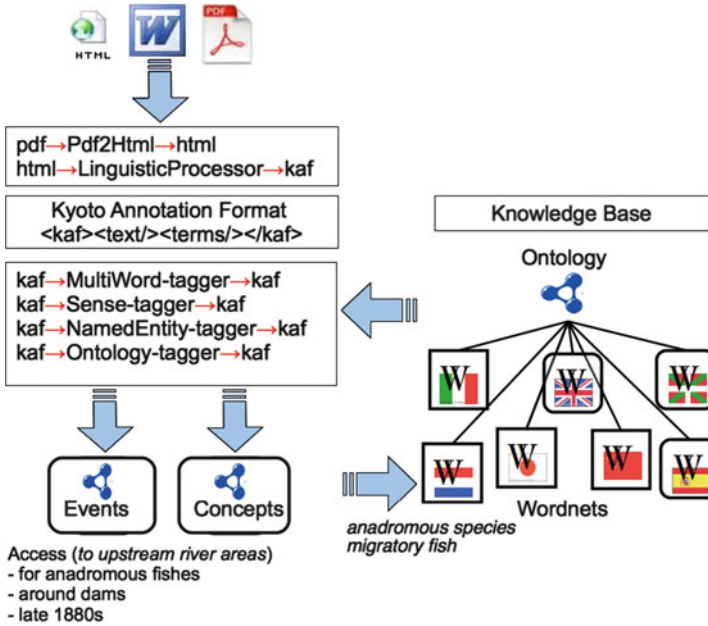 HTML
W
PDF
pdf→Pdf2Html→html
html→LinguisticProcessor→kaf
Kyoto Annotation Format
<kaf><text/><terms/></kaf>
kaf→MultiWord-tagger→kaf
kaf→Sense-tagger→kaf
kaf→NamedEntity-tagger→kaf
kaf→Ontology-tagger→kaf
Events
Concepts
Access (to upstream river areas)
- for anadromous fishes
- around dams
- late 1880s
Knowledge Base
Ontology
W
W
W
W
W
W
W
Wordnets
anadromous species
migratory fish